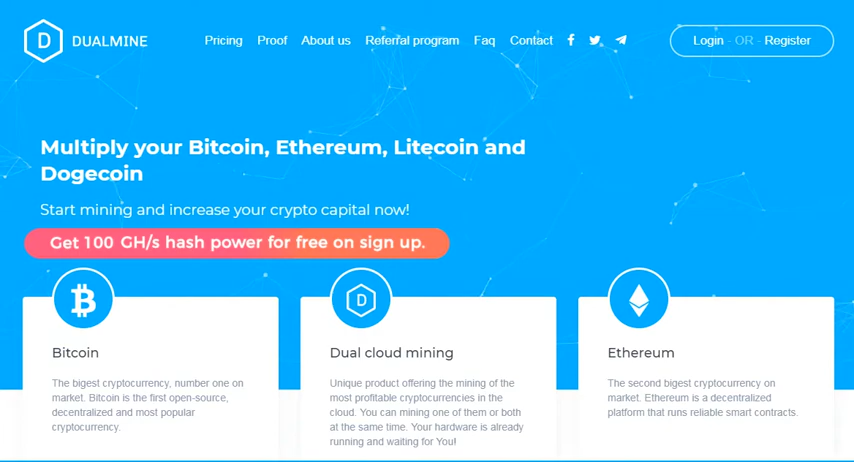 DUALMINE
Pricing Proof About us Referral program Faq Contact
Login - OR - Register
Multiply your Bitcoin, Ethereum, Litecoin and
Dogecoin
Start mining and increase your crypto capital now!
Get 100 GH/s hash power for free on sign up.
Bitcoin
The bigest cryptocurrency, number one on
market. Bitcoin is the first open-source,
decentralized and most popular
cryptocurrency.
Dual cloud mining
Unique product offering the mining of the
most profitable cryptocurrencies in the
cloud. You can mining one of them or both
at the same time. Your hardware is already
running and waiting for You!
Ethereum
The second bigest cryptocurrency on
market. Ethereum is a decentralized
platform that runs reliable smart contracts.